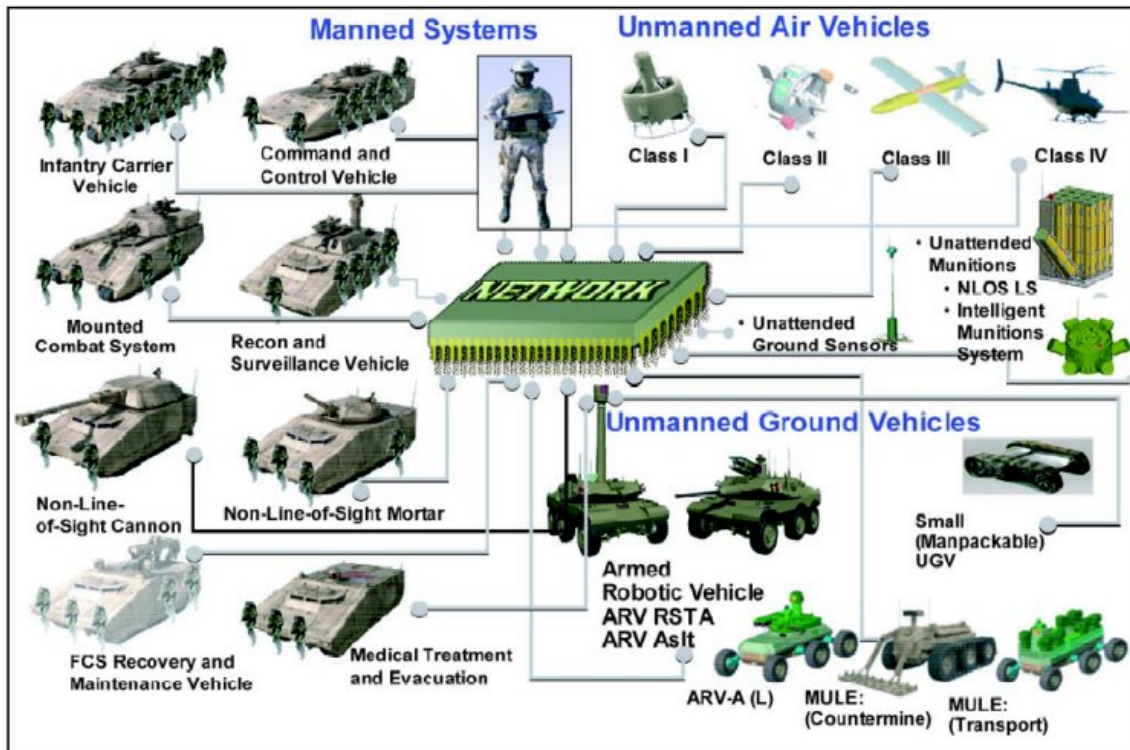 Manned Systems
Unmanned Air Vehicles
Infantry Carrier
Vehicle
Command and
Control Vehicle
Class I
Class II
Class III
Class IV
Mounted
Combat System
Recon and
Surveillance Vehicle
NETWORK
• Unattended
Ground Sensors
• Unattended
Munitions
• NLOS LS
• Intelligent
Munitions
System
Unmanned Ground Vehicles
Non-Line-
of-Sight Cannon
Non-Line-of-Sight Mortar
Small
(Manpackable)
UGV
Armed
Robotic Vehicle
ARV RSTA
ARV Aslt
FCS Recovery and
Maintenance Vehicle
Medical Treatment
and Evacuation
ARV-A (L)
MULE:
(Countermine)
MULE:
(Transport)